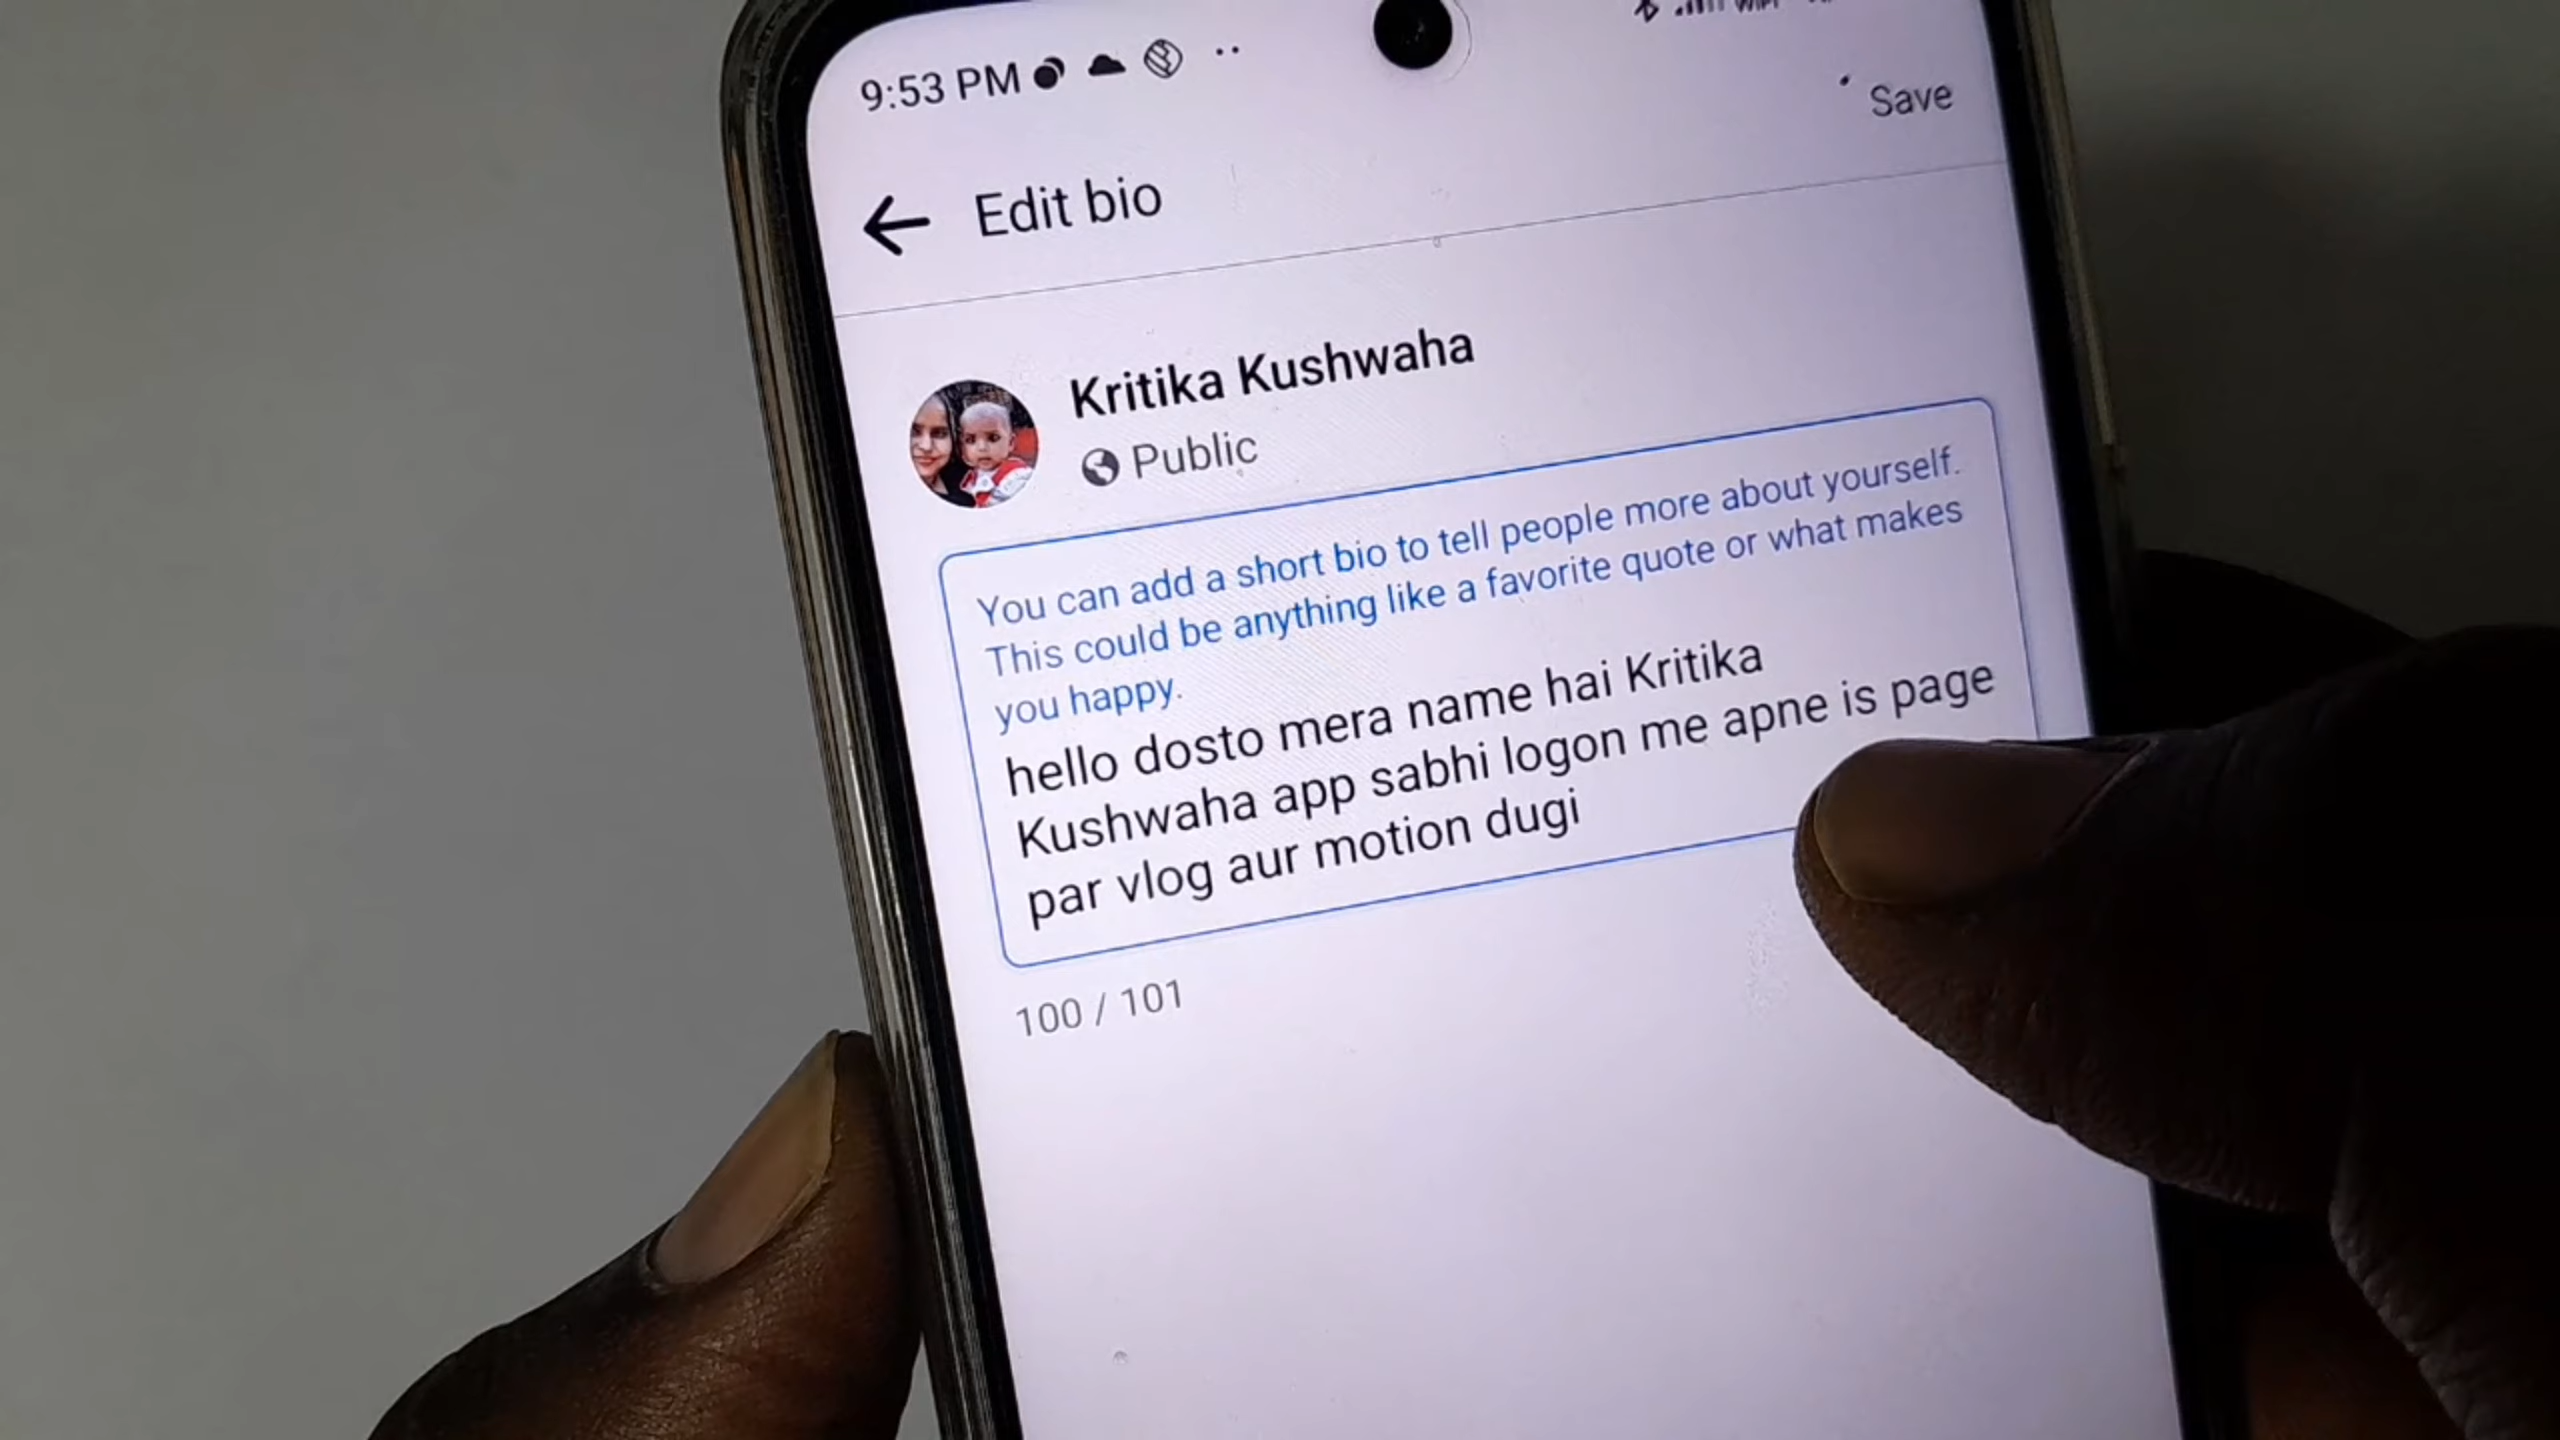 9:53 PM
Save
Edit bio
Kritika Kushwaha
Public
You can add a short bio to tell people more about yourself.
This could be anything like a favorite quote or what makes
you happy.
hello dosto mera name hai Kritika
Kushwaha app sabhi logon me apne is page
par vlog aur motion dugi
100 / 101